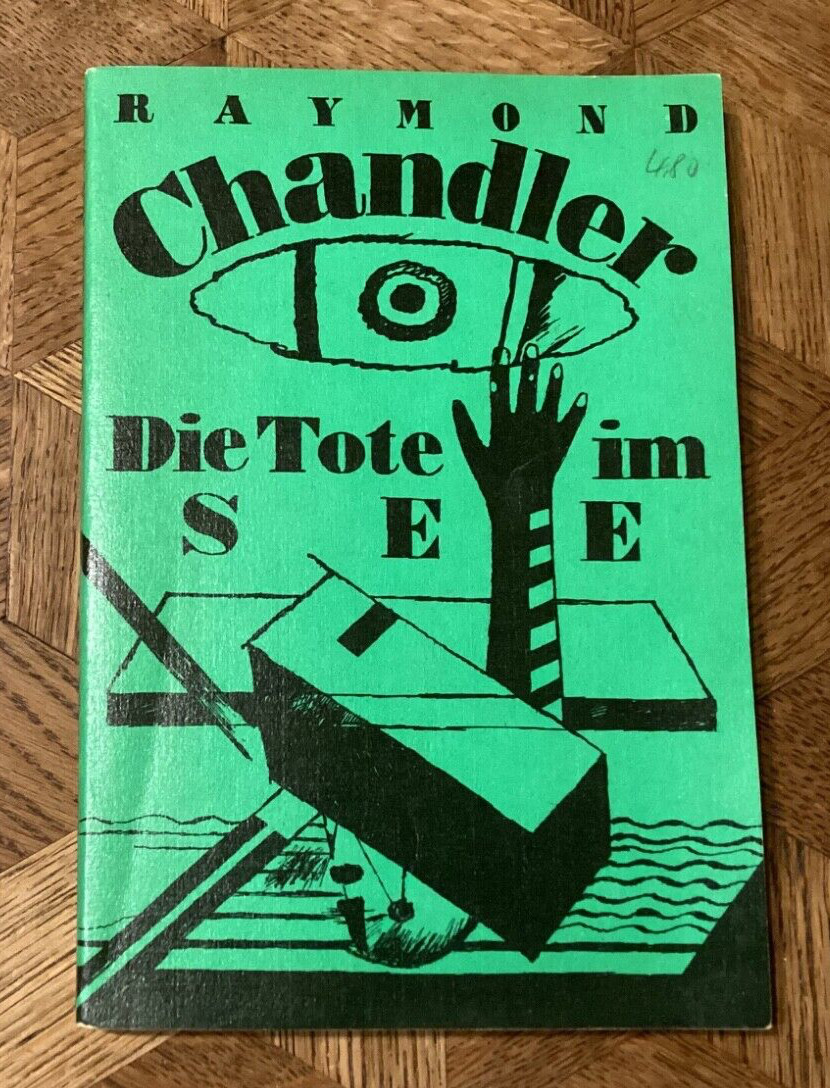 RAYMOND
Chandler
4.80
Die Tote im
SEE